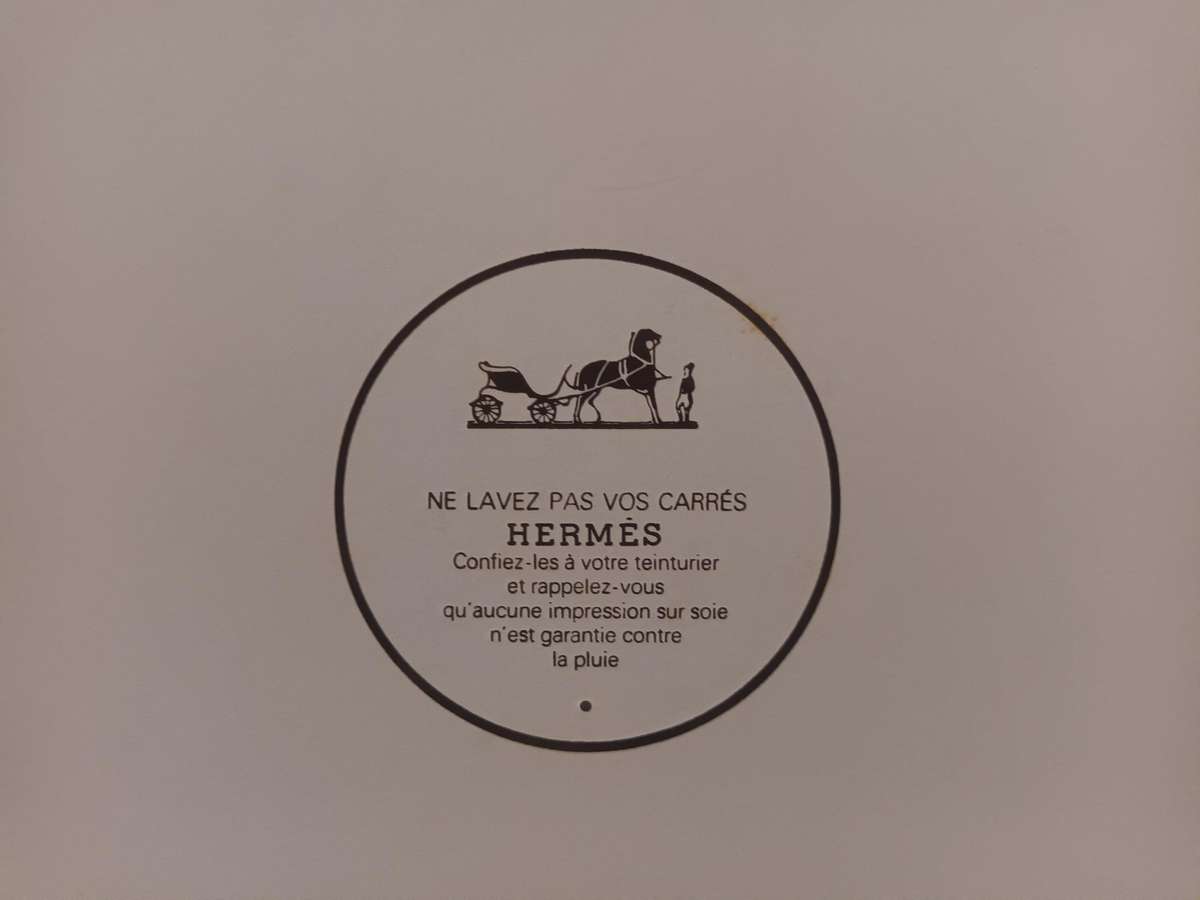 NE LAVEZ PAS VOS CARRÉS
HERMÈS
Confiez-les à votre teinturier
et rappelez-vous
qu'aucune impression sur soie
n'est garantie contre
la pluie